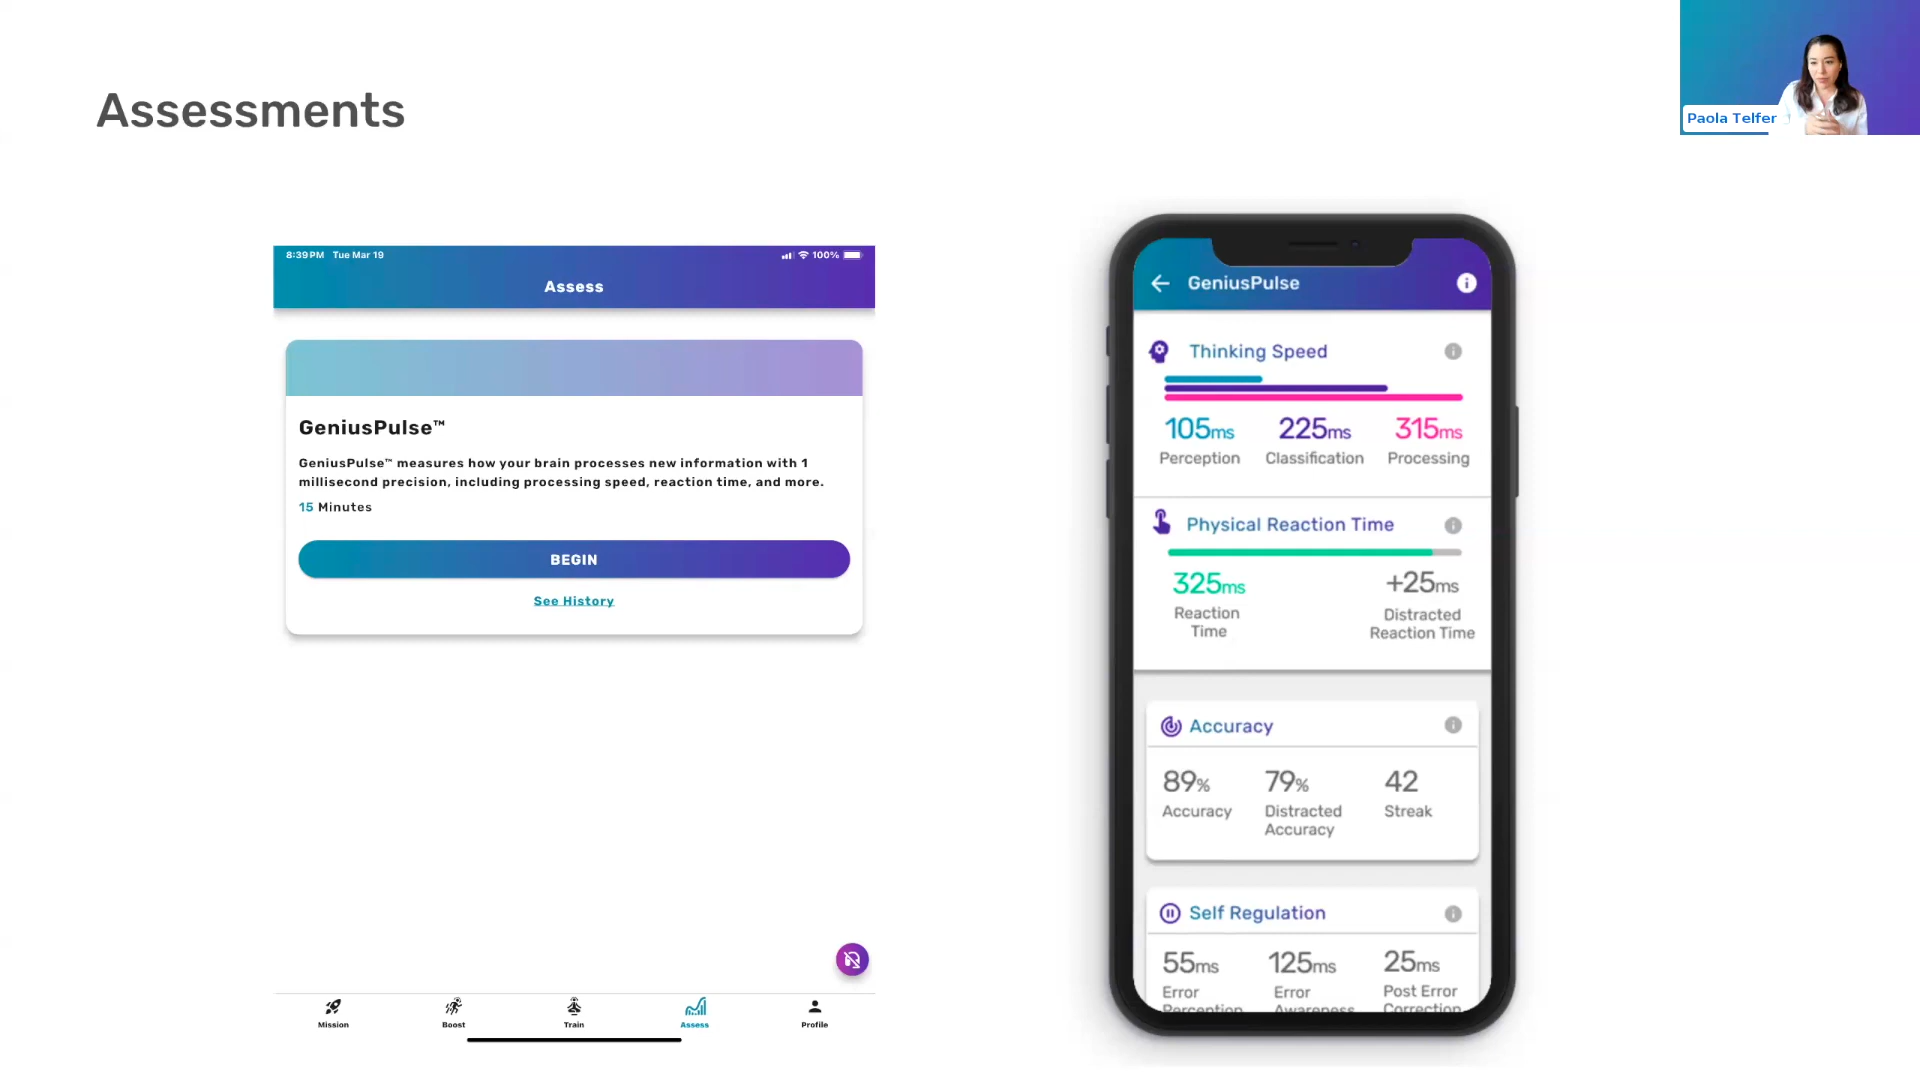 Assessments
Paola Telfer
8:39 PM Tue Mar 19
100%
Assess
GeniusPulse™
GeniusPulse™ measures how your brain processes new information with 1
millisecond precision, including processing speed, reaction time, and more.
15 Minutes
BEGIN
See History
Mission Boost Train Assess Profile
GeniusPulse
Thinking Speed
105ms 225ms 315ms
Perception Classification Processing
Physical Reaction Time
325ms +25ms
Reaction Distracted
Time Reaction Time
Accuracy
89% 79% 42
Accuracy Distracted Streak
Accuracy
Self Regulation
55ms 125ms 25ms
Error Error Post Error
Perception Awareness Correction